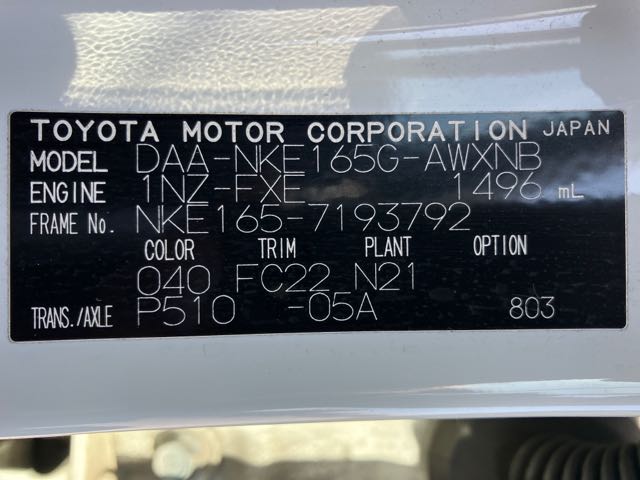 TOYOTA MOTOR CORPORATION JAPAN
MODEL DAA-NKE165G-AWXNB
ENGINE 1NZ-FXE 1496 mL
FRAME No. NKE165-7193792
COLOR TRIM PLANT OPTION
040 FC22 N21
TRANS./AXLE P510 -05A 803